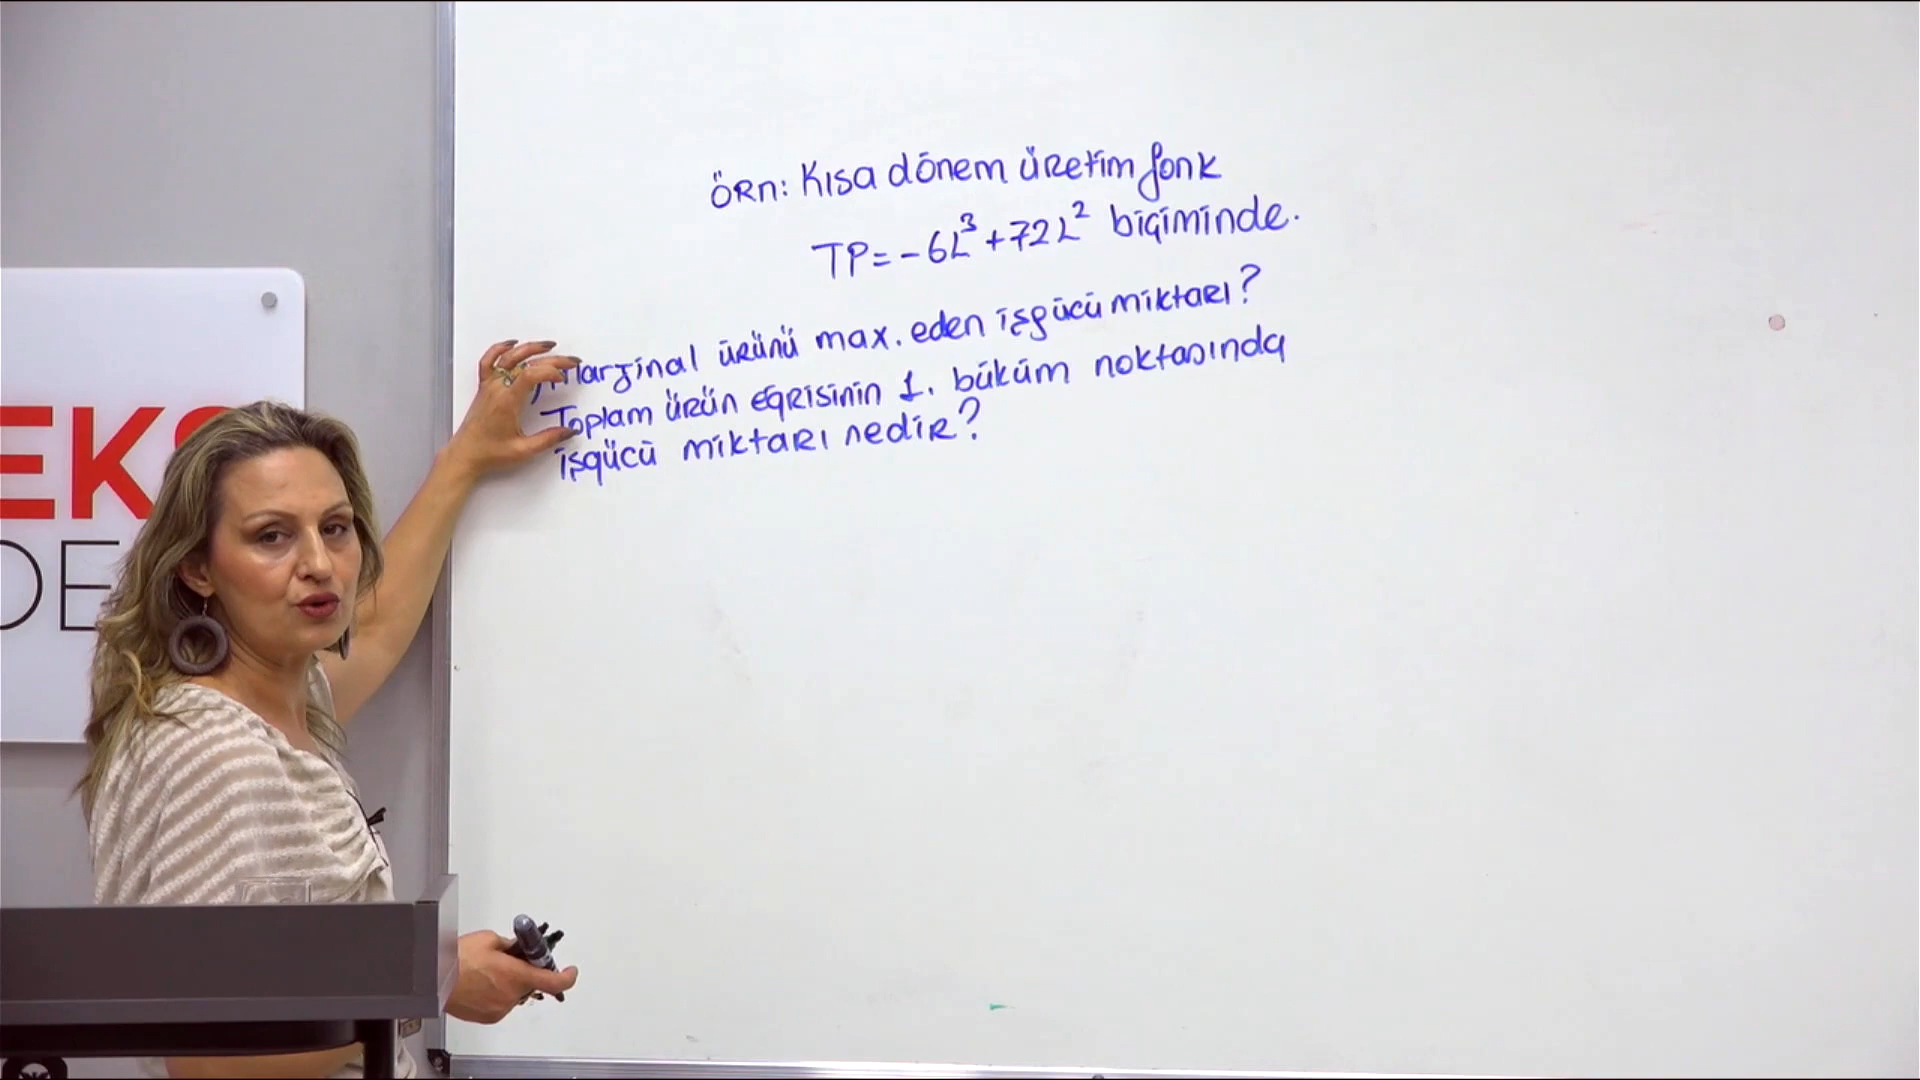 ÖRn: Kısa dönem üretim fonk
TP = -6L³ + 72L² biçiminde.
Marjinal ürünü max. eden işgücü miktarı?
Toplam ürün eğrisinin 1. büküm noktasında
işgücü miktarı nedir?
EKS
DE